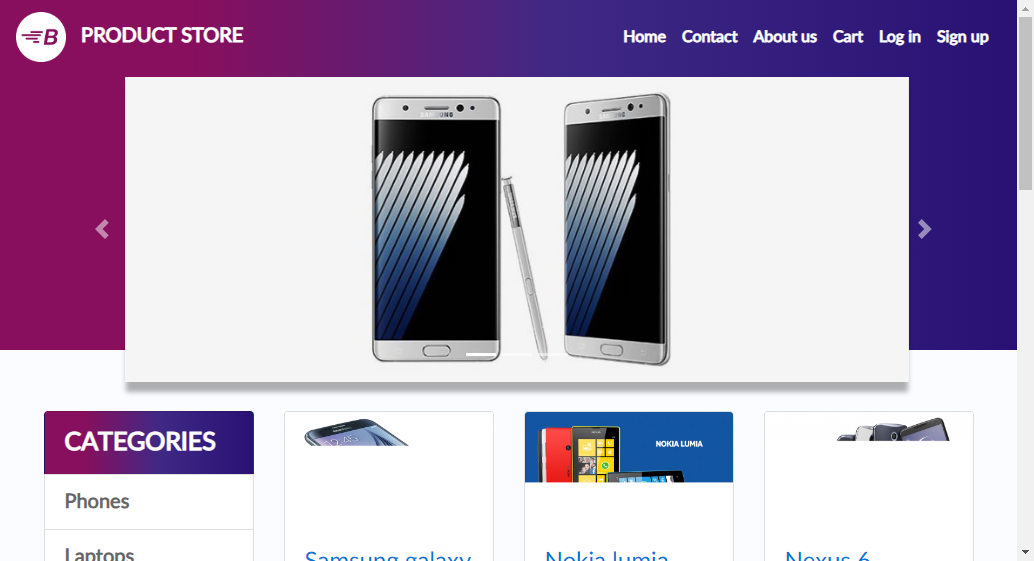 B PRODUCT STORE
Home Contact About us Cart Log in Sign up
SAMSUNG
SAMSUNG
CATEGORIES
Phones
Laptops
NOKIA LUMIA
Samsung galaxy
Nokia lumia
Nexus 6